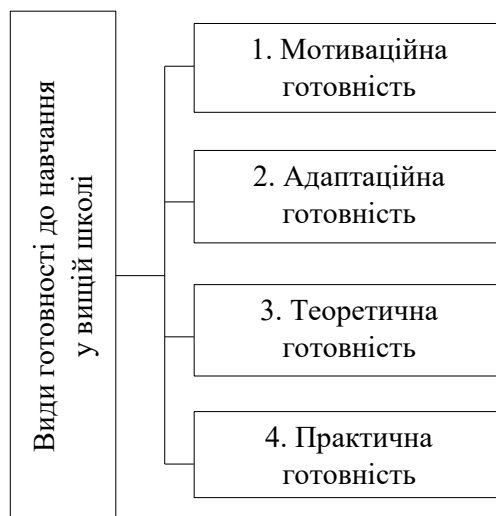 Види готовності до навчання
у вищій школі
1. Мотиваційна
готовність
2. Адаптаційна
готовність
3. Теоретична
готовність
4. Практична
готовність